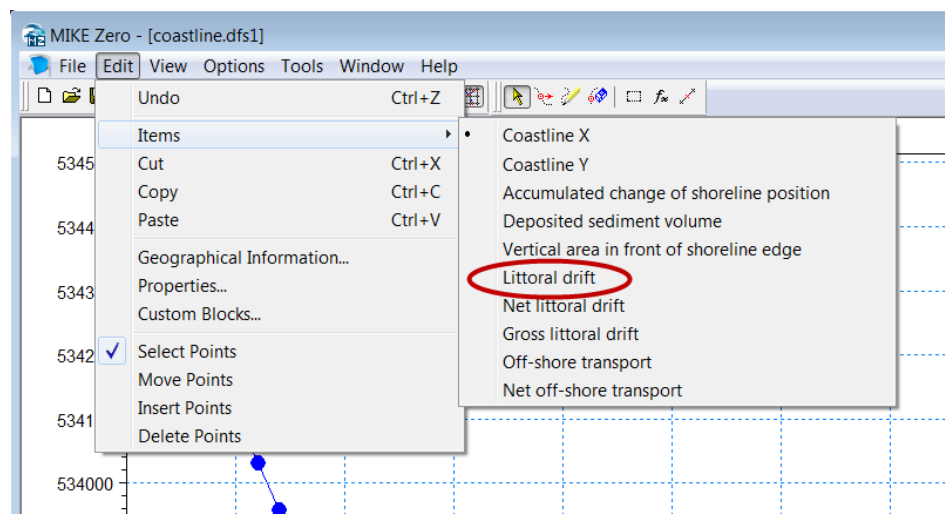 MIKE Zero - [coastline.dfs1]
File Edit View Options Tools Window Help
Undo Ctrl+Z
Items
Cut Ctrl+X
Copy Ctrl+C
Paste Ctrl+V
Geographical Information...
Properties...
Custom Blocks...
Select Points
Move Points
Insert Points
Delete Points
Coastline X
Coastline Y
Accumulated change of shoreline position
Deposited sediment volume
Vertical area in front of shoreline edge
Littoral drift
Net littoral drift
Gross littoral drift
Off-shore transport
Net off-shore transport
5345
5344
5343
5342
5341
534000